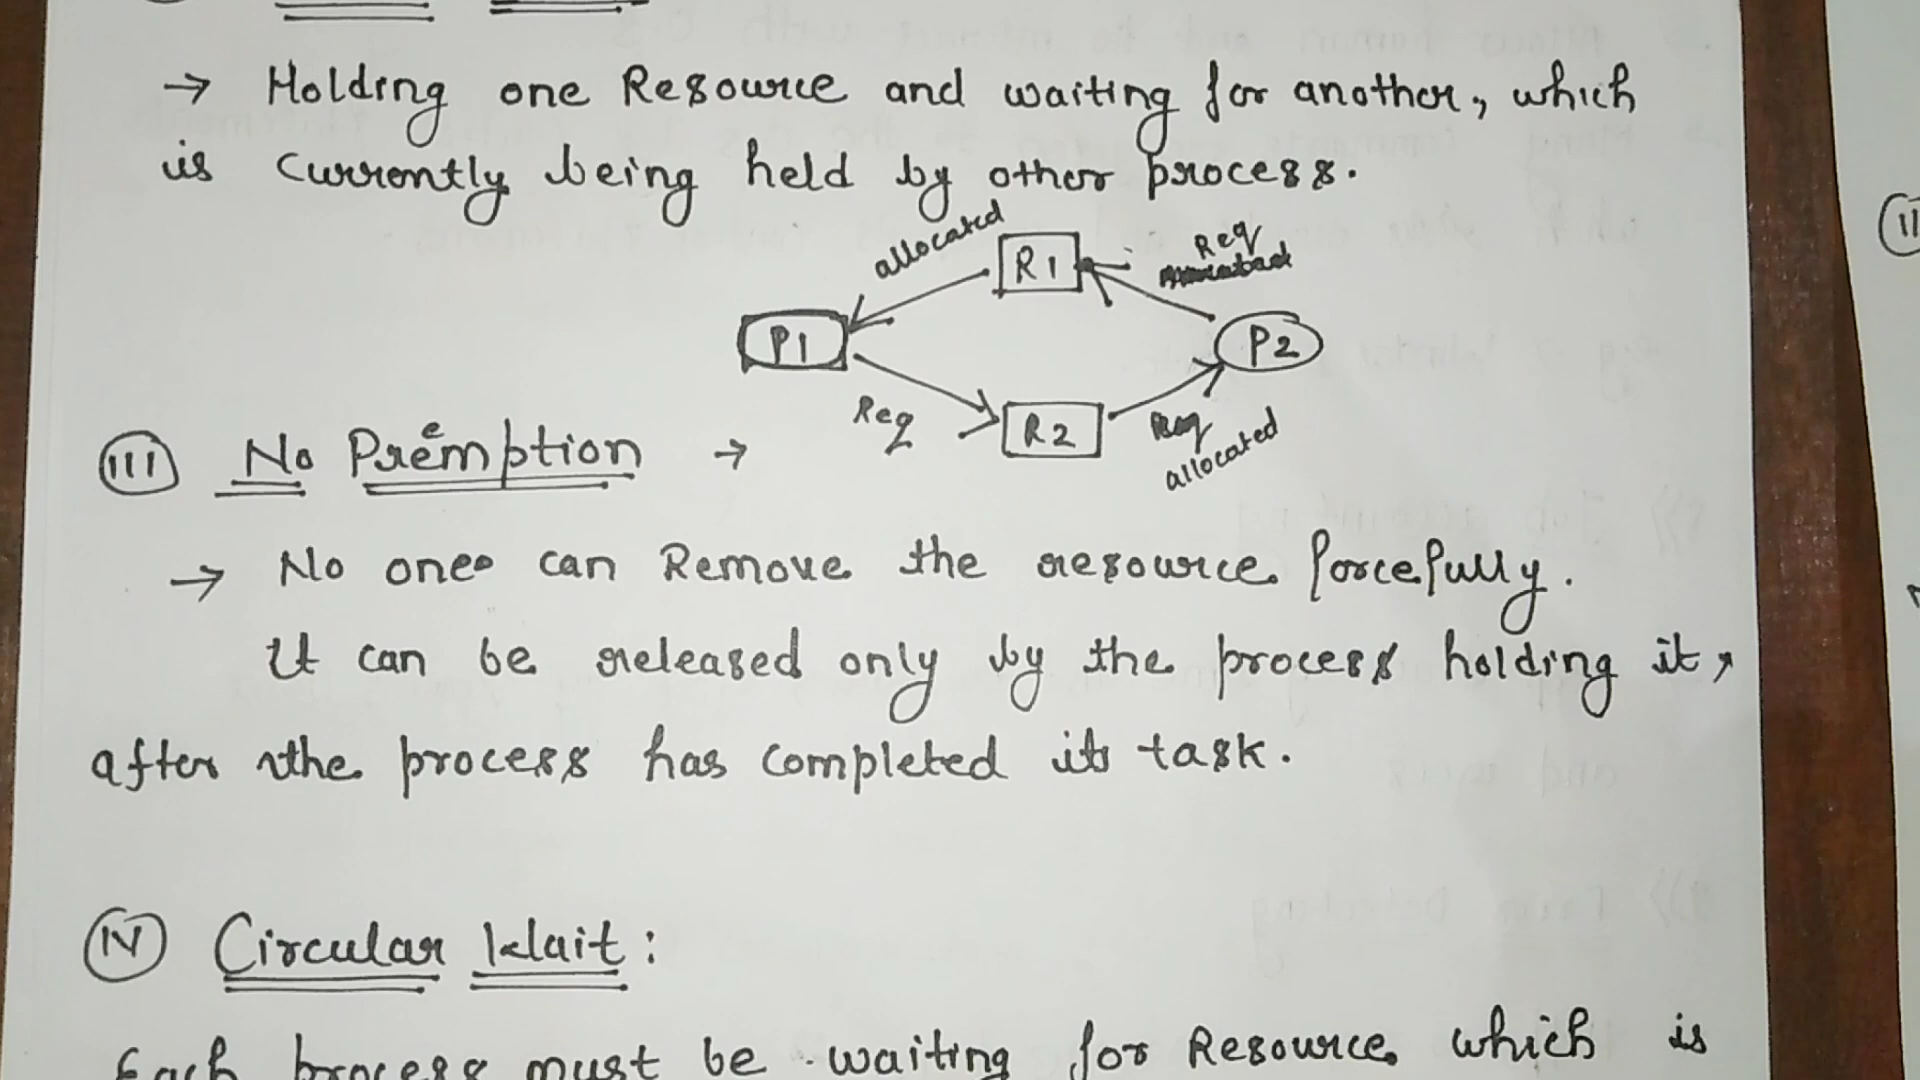 → Holding one Resource and waiting for another, which
is currently being held by other process.
allocated
R1
Req
P1
P2
Req
R2
allocated
III No Preemption →
→ No one can Remove the resource forcefully.
It can be released only by the process holding it,
after the process has completed its task.
IV Circular Wait:
Each process must be waiting for Resource which is